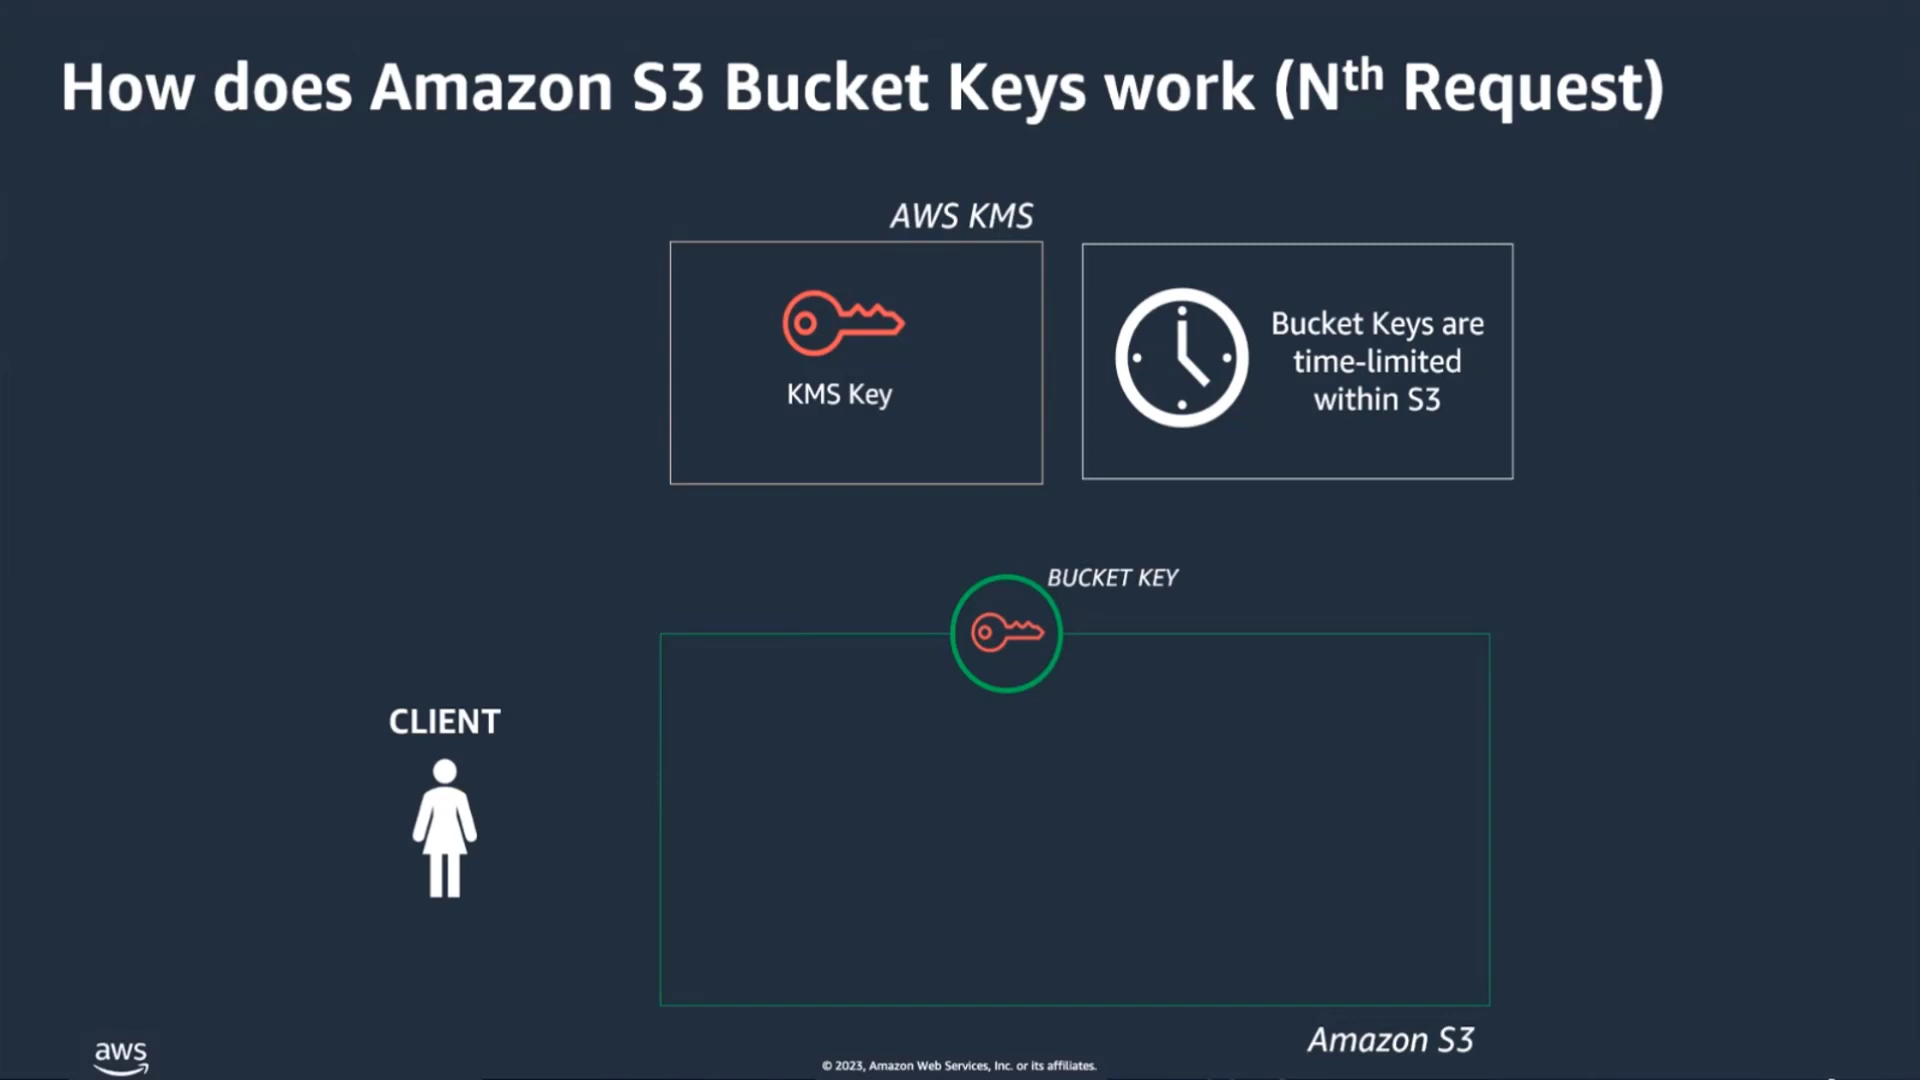 How does Amazon S3 Bucket Keys work (Nth Request)
AWS KMS
KMS Key
Bucket Keys are
time-limited
within S3
BUCKET KEY
CLIENT
Amazon S3
aws
© 2023, Amazon Web Services, Inc. or its affiliates.